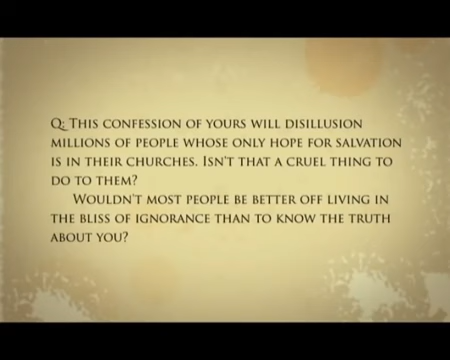 Q: This confession of yours will disillusion
millions of people whose only hope for salvation
is in their churches. Isn't that a cruel thing to
do to them?
Wouldn't most people be better off living in
the bliss of ignorance than to know the truth
about you?